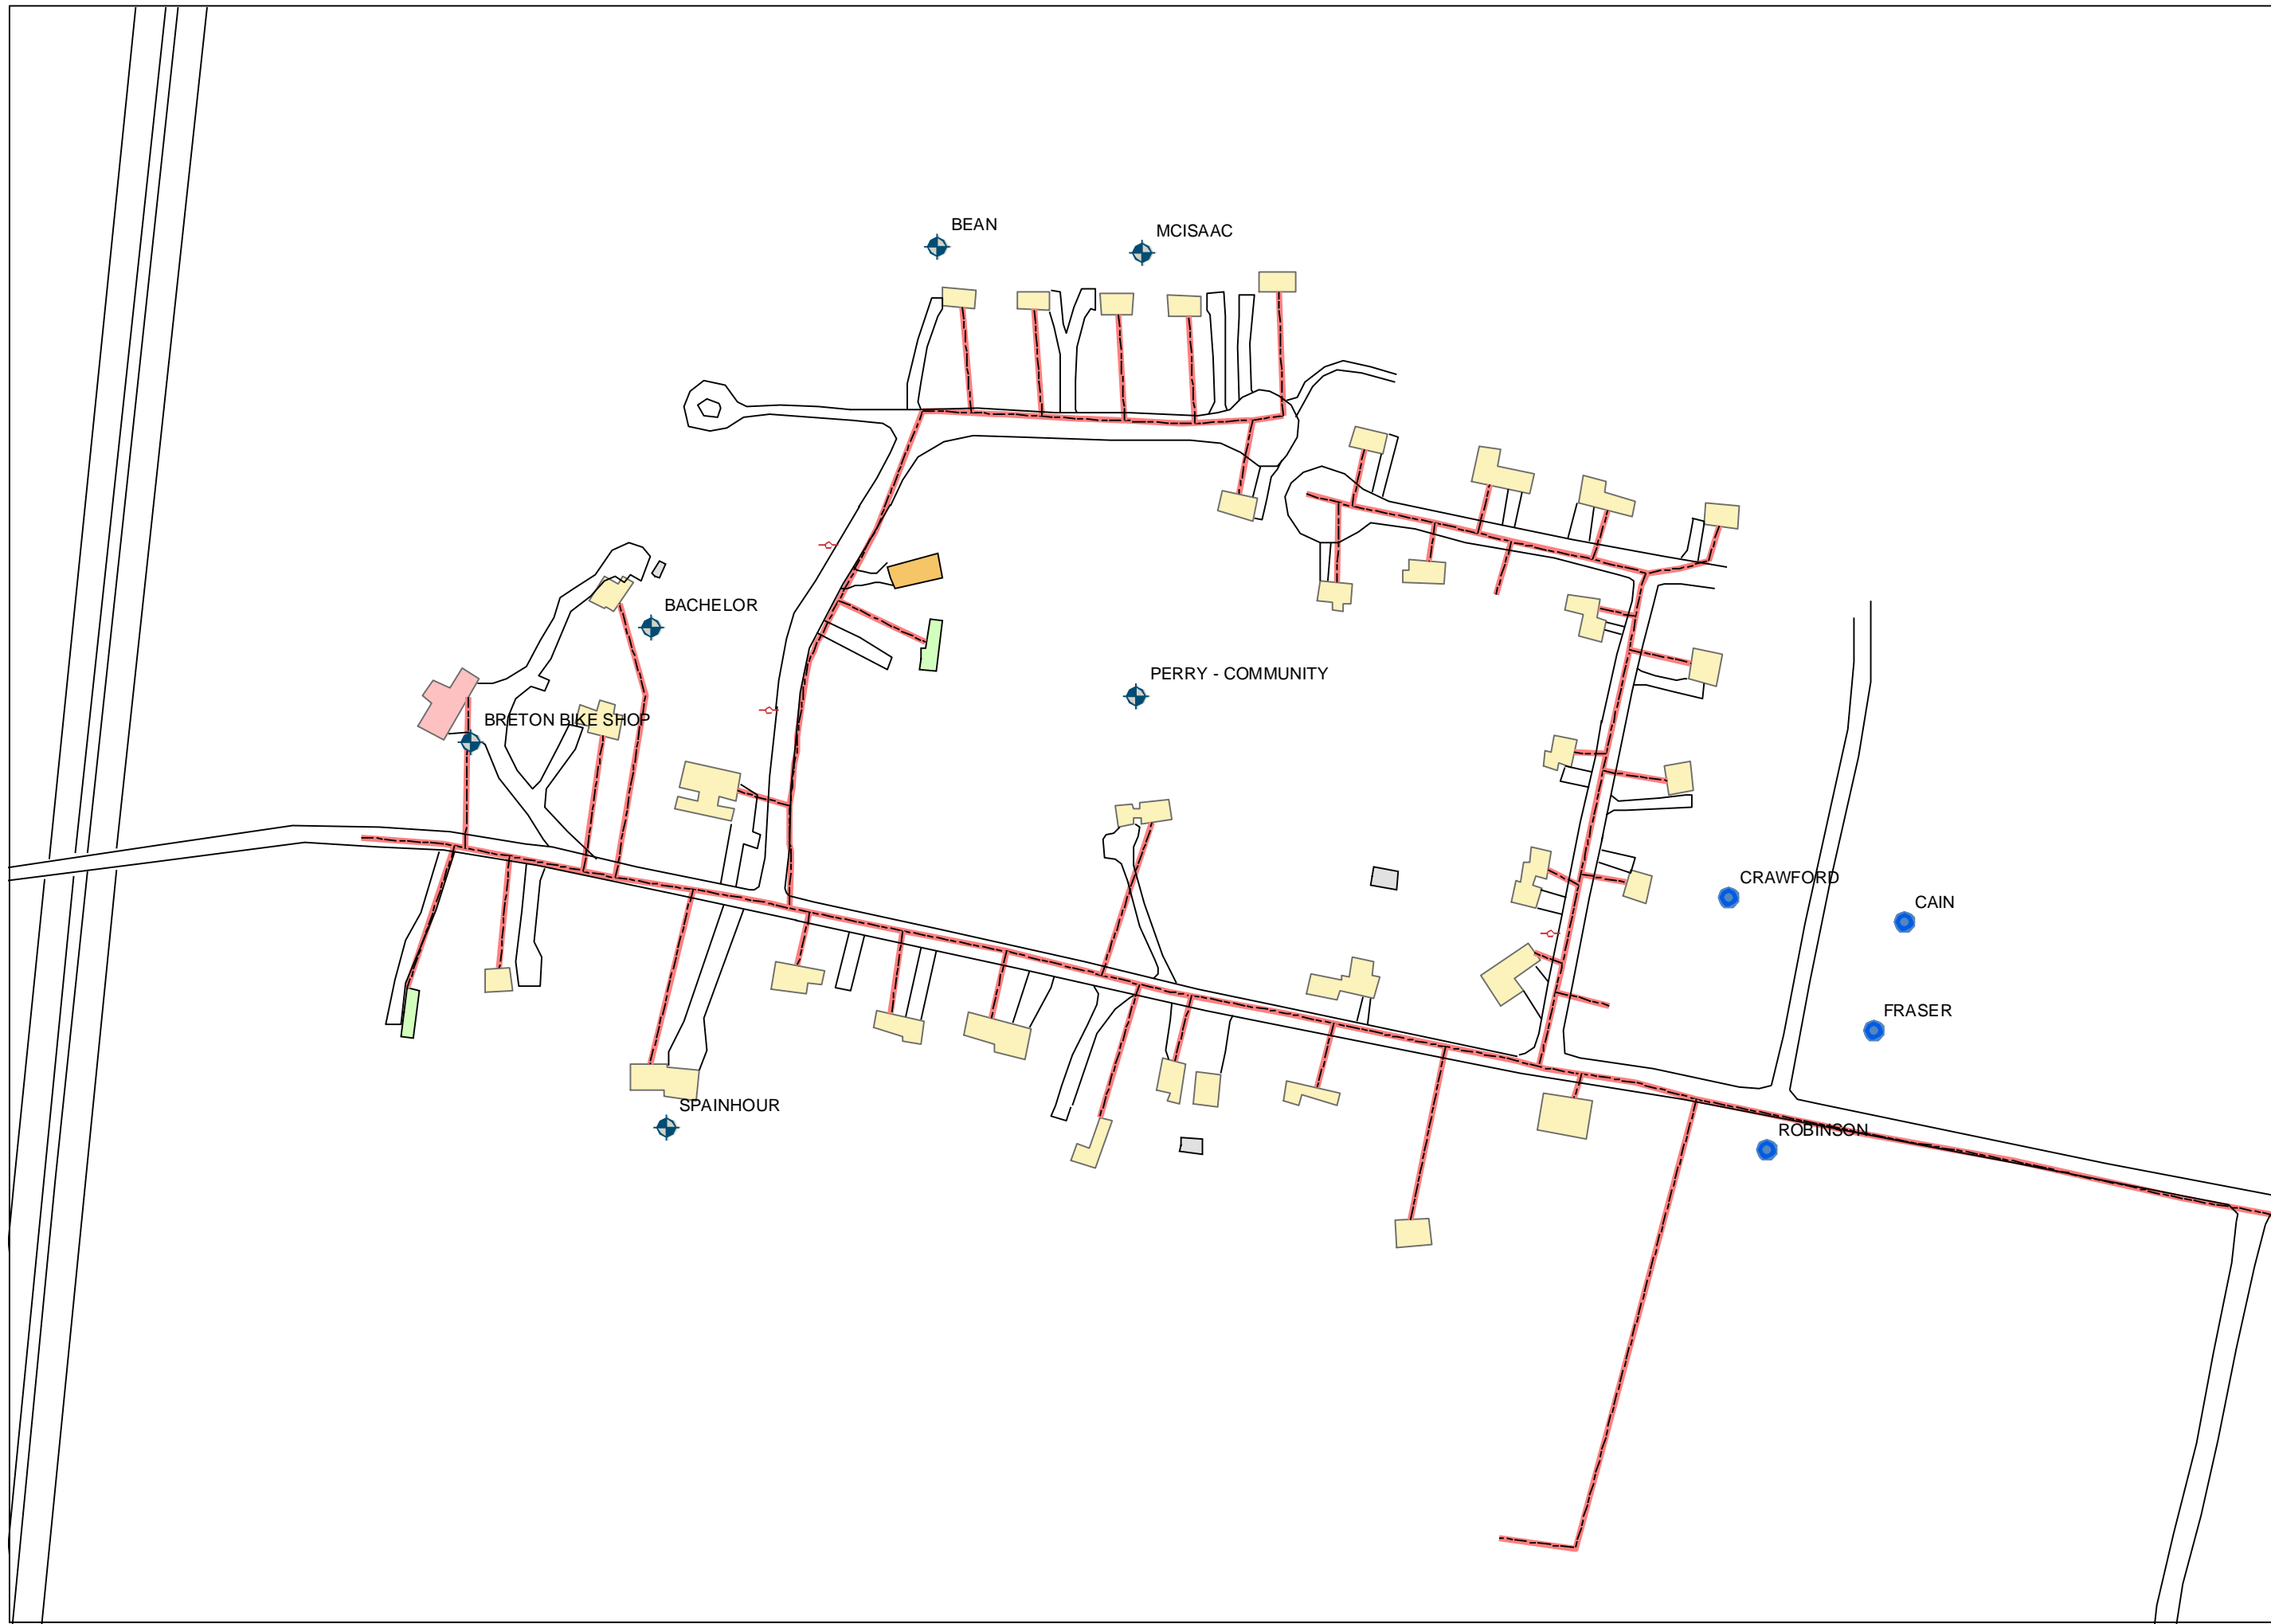 BEAN
MCISAAC
BACHELOR
PERRY - COMMUNITY
BRETON BIKE SHOP
CRAWFORD
CAIN
FRASER
SPAINHOUR
ROBINSON